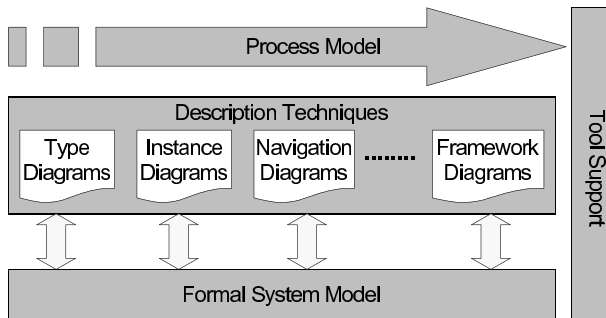 Process Model
Description Techniques
Type
Diagrams
Instance
Diagrams
Navigation
Diagrams
........
Framework
Diagrams
Formal System Model
Tool Support